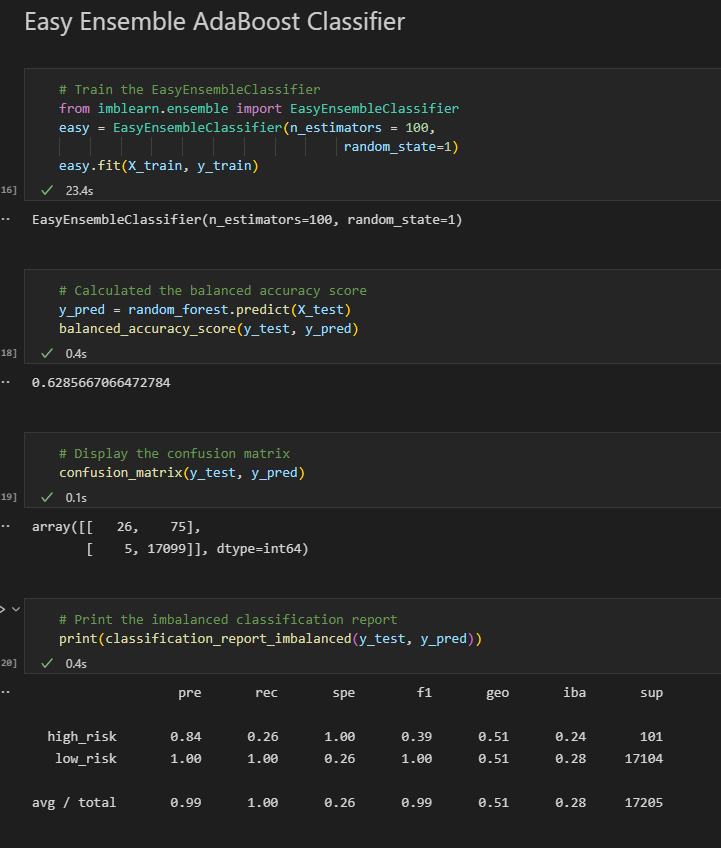 Easy Ensemble AdaBoost Classifier
# Train the EasyEnsembleClassifier
from imblearn.ensemble import EasyEnsembleClassifier
easy = EasyEnsembleClassifier(n_estimators = 100,
random_state=1)
easy.fit(X_train, y_train)
16] ✓ 23.4s
EasyEnsembleClassifier(n_estimators=100, random_state=1)
# Calculated the balanced accuracy score
y_pred = random_forest.predict(X_test)
balanced_accuracy_score(y_test, y_pred)
18] ✓ 0.4s
0.6285667066472784
# Display the confusion matrix
confusion_matrix(y_test, y_pred)
19] ✓ 0.1s
array([[   26,    75],
[    5, 17099]], dtype=int64)
# Print the imbalanced classification report
print(classification_report_imbalanced(y_test, y_pred))
20] ✓ 0.4s
pre rec spe f1 geo iba sup
high_risk 0.84 0.26 1.00 0.39 0.51 0.24 101
low_risk 1.00 1.00 0.26 1.00 0.51 0.28 17104
avg / total 0.99 1.00 0.26 0.99 0.51 0.28 17205